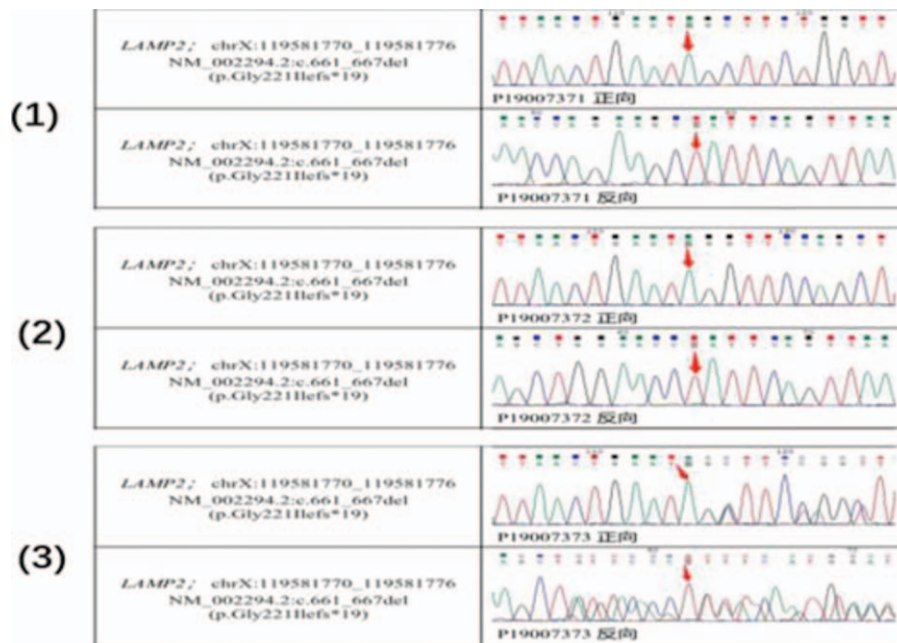 (1)
LAMP2; chrX:119581770_119581776
NM_002294.2:c.661_667del
(p.Gly221Ilefs*19)
P19007371 正向
LAMP2; chrX:119581770_119581776
NM_002294.2:c.661_667del
(p.Gly221Ilefs*19)
P19007371 反向
(2)
LAMP2; chrX:119581770_119581776
NM_002294.2:c.661_667del
(p.Gly221Ilefs*19)
P19007372 正向
LAMP2; chrX:119581770_119581776
NM_002294.2:c.661_667del
(p.Gly221Ilefs*19)
P19007372 反向
(3)
LAMP2; chrX:119581770_119581776
NM_002294.2:c.661_667del
(p.Gly221Ilefs*19)
P19007373 正向
LAMP2; chrX:119581770_119581776
NM_002294.2:c.661_667del
(p.Gly221Ilefs*19)
P19007373 反向